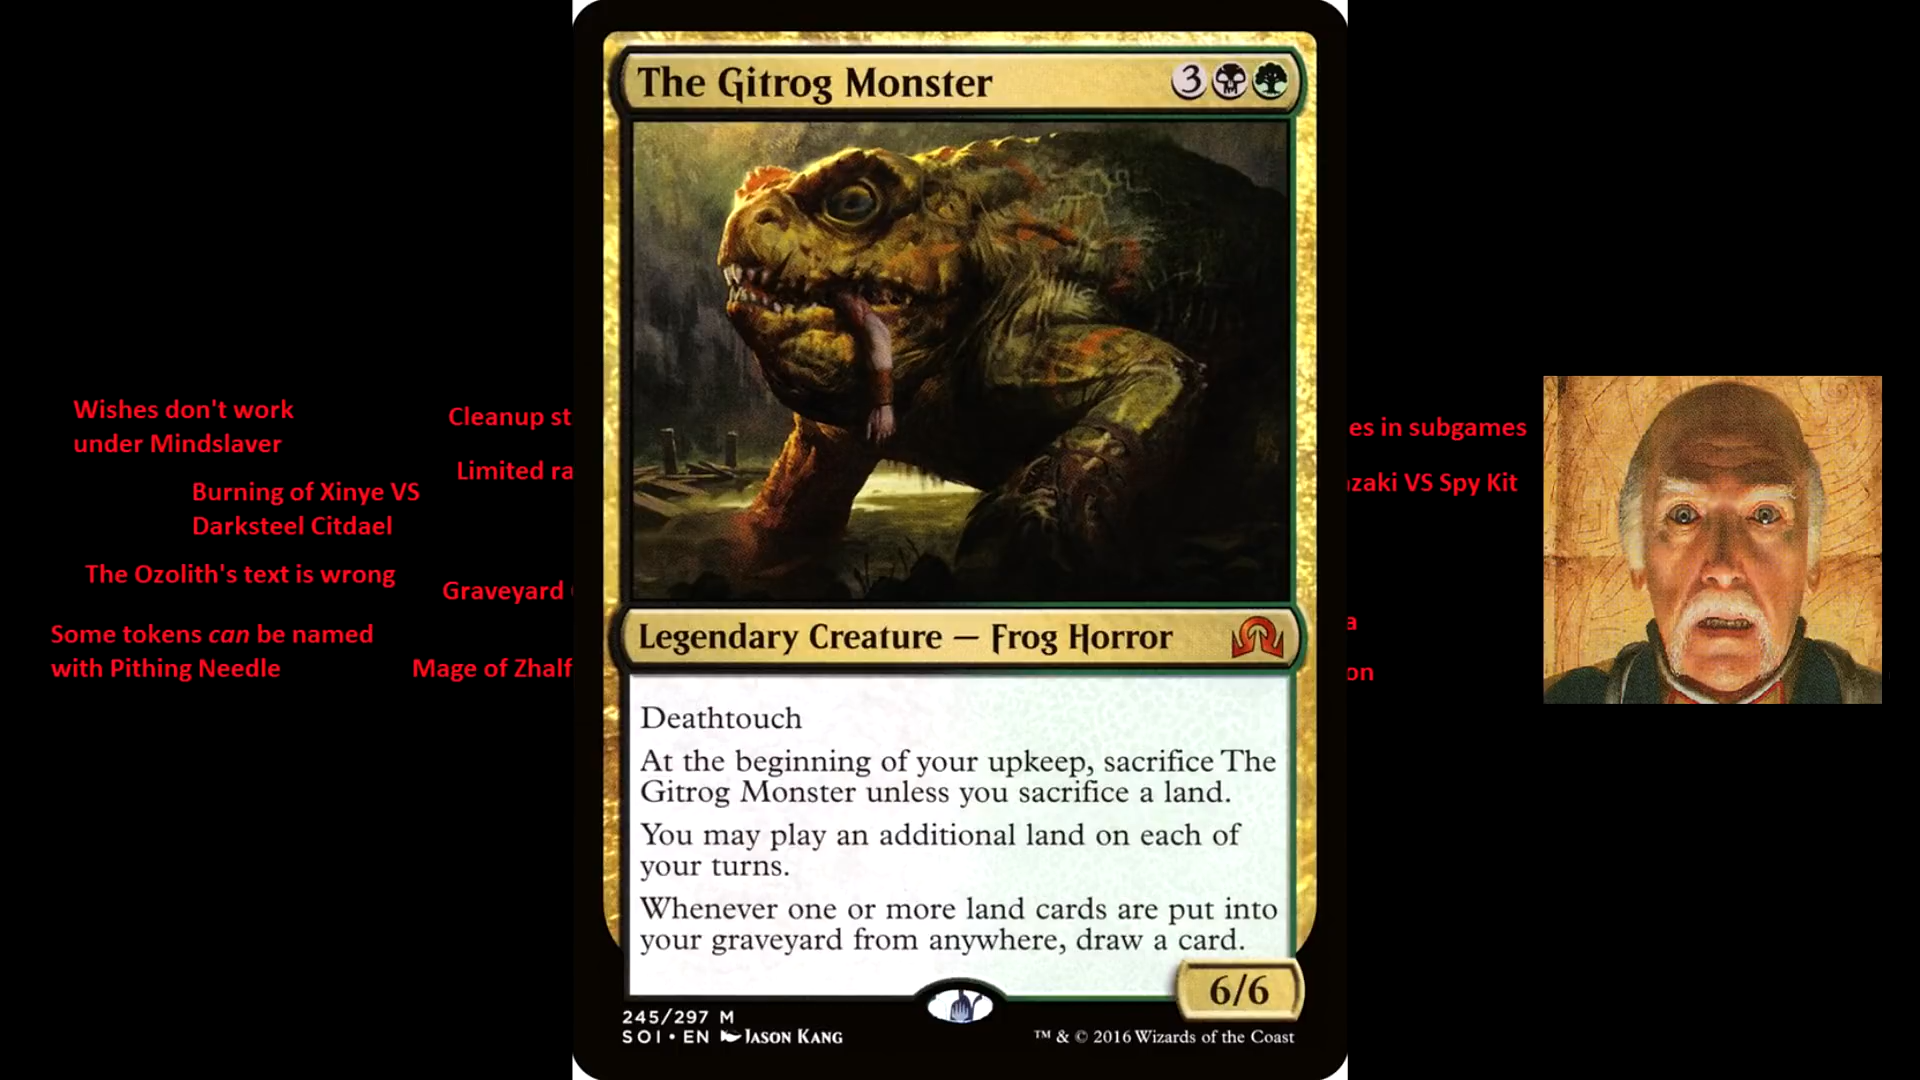 The Gitrog Monster 3
Wishes don't work
under Mindslaver
Burning of Xinye VS
Darksteel Citdael
The Ozolith's text is wrong
Some tokens can be named
with Pithing Needle
Cleanup st
Limited ra
Graveyard
Mage of Zhalf
es in subgames
zaki VS Spy Kit
a
on
Legendary Creature — Frog Horror
Deathtouch
At the beginning of your upkeep, sacrifice The
Gitrog Monster unless you sacrifice a land.
You may play an additional land on each of
your turns.
Whenever one or more land cards are put into
your graveyard from anywhere, draw a card.
6/6
245/297 M
SOI • EN JASON KANG
™ & © 2016 Wizards of the Coast